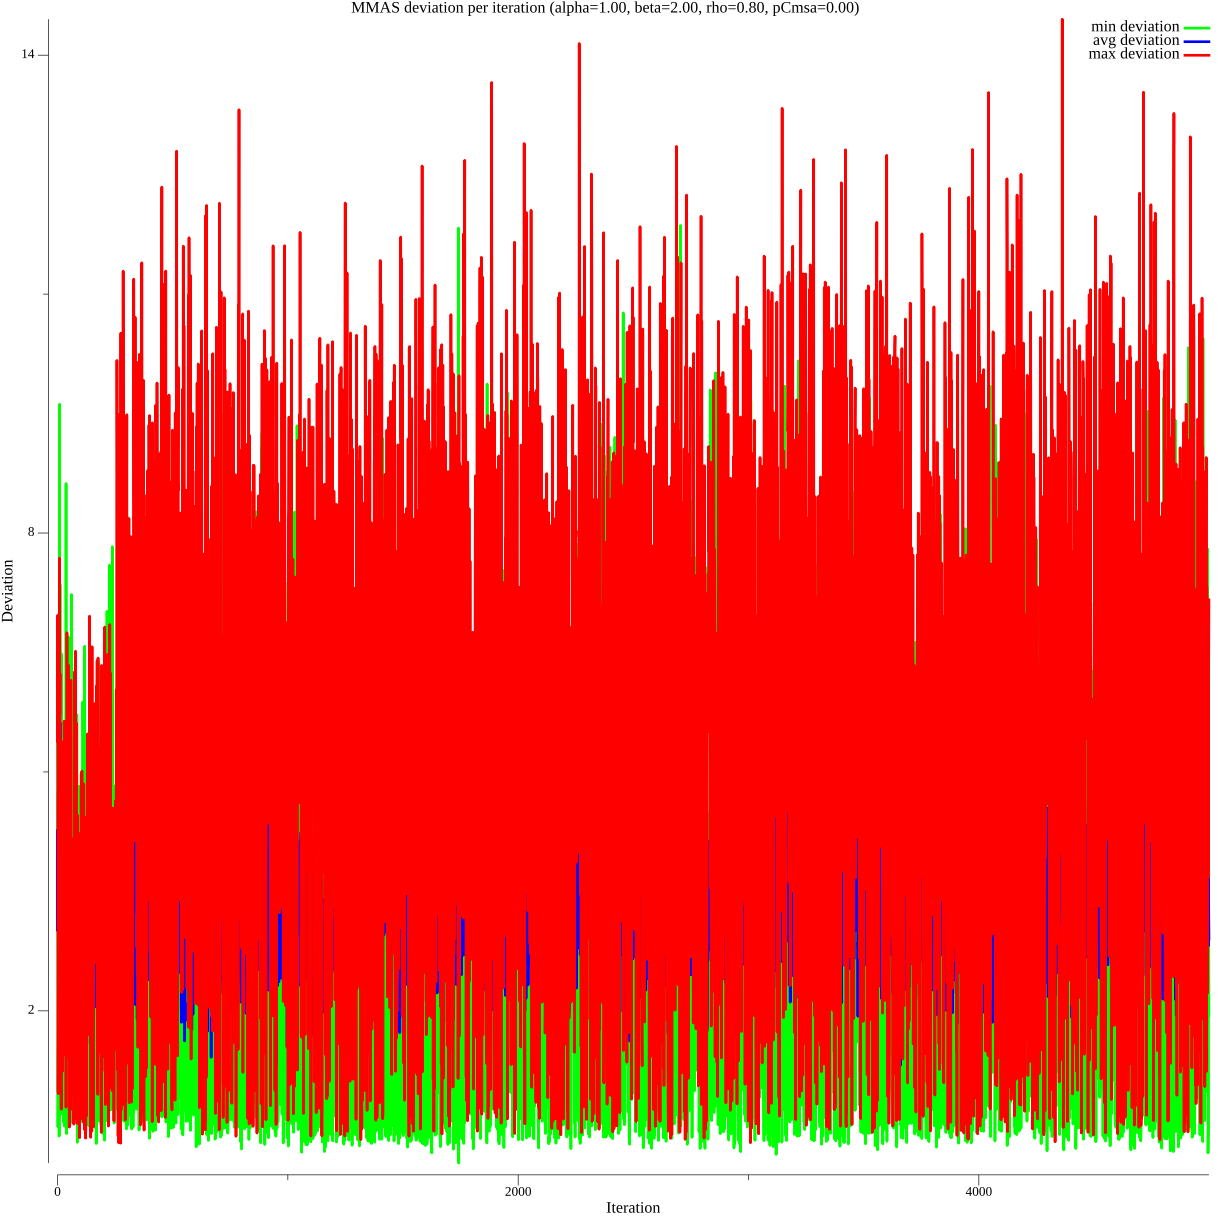 MMAS deviation per iteration (alpha=1.00, beta=2.00, rho=0.80, pCmsa=0.00)
min deviation
avg deviation
max deviation
14
8
2
Deviation
0
2000
4000
Iteration